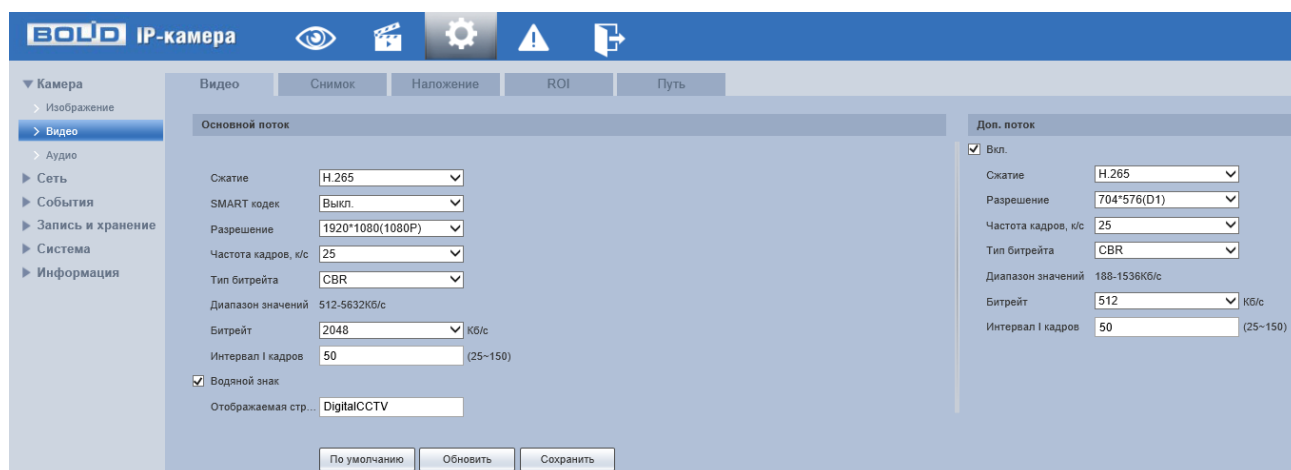 BOLID IP-камера
Камера
Изображение
Видео
Аудио
Сеть
События
Запись и хранение
Система
Информация
Видео Снимок Наложение ROI Путь
Основной поток
Сжатие H.265
SMART кодек Выкл.
Разрешение 1920*1080(1080P)
Частота кадров, к/с 25
Тип битрейта CBR
Диапазон значений 512-5632Кб/с
Битрейт 2048 Кб/с
Интервал I кадров 50 (25~150)
Водяной знак
Отображаемая стр... DigitalCCTV
По умолчанию Обновить Сохранить
Доп. поток
Вкл.
Сжатие H.265
Разрешение 704*576(D1)
Частота кадров, к/с 25
Тип битрейта CBR
Диапазон значений 188-1536Кб/с
Битрейт 512 Кб/с
Интервал I кадров 50 (25~150)